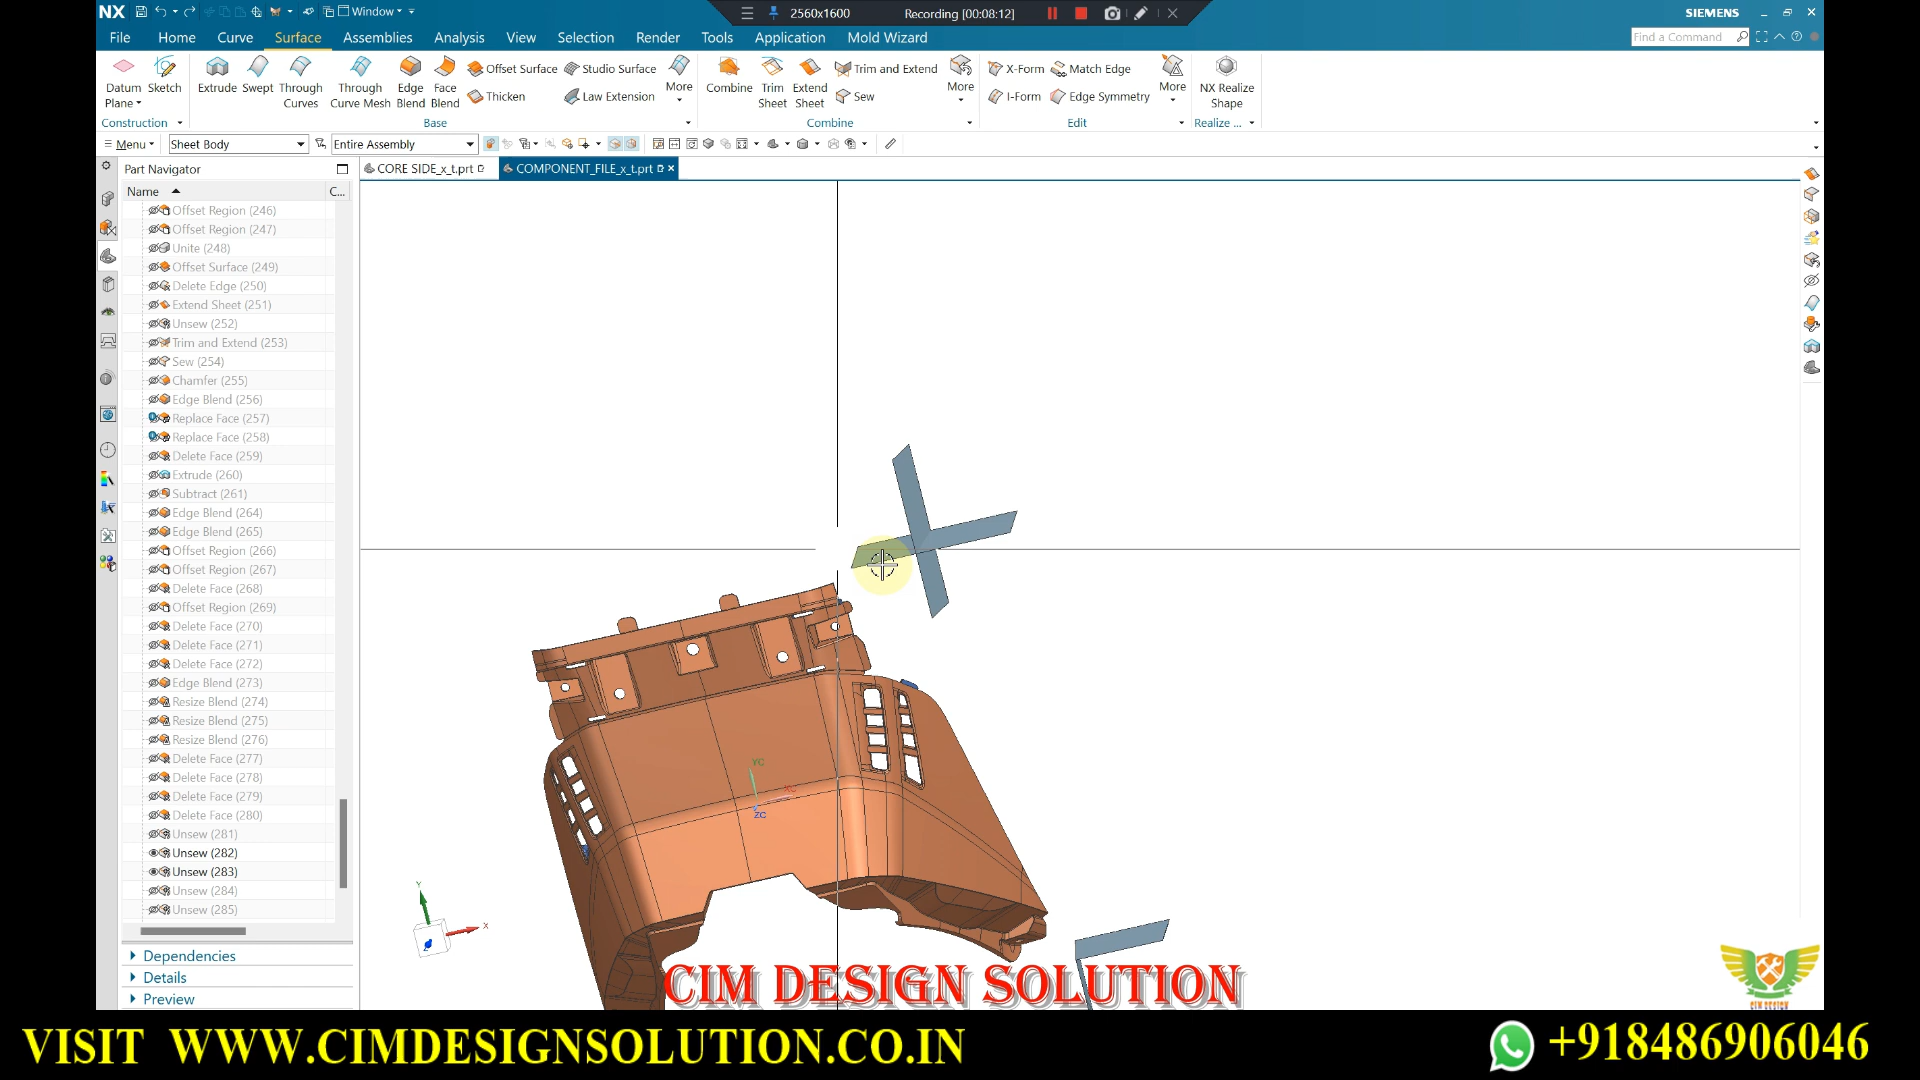 NX
Window
2560x1600
Recording [00:08:12]
SIEMENS
File Home Curve Surface Assemblies Analysis View Selection Render Tools Application Mold Wizard
Find a Command
Datum Plane
Sketch
Extrude
Swept
Through Curves
Through Curve Mesh
Edge Blend
Face Blend
Offset Surface
Thicken
Studio Surface
Law Extension
More
Combine
Trim Sheet
Extend Sheet
Trim and Extend
Sew
More
X-Form
I-Form
Match Edge
Edge Symmetry
More
NX Realize Shape
Construction
Base
Combine
Edit
Realize ...
Menu
Sheet Body
Entire Assembly
Part Navigator
CORE SIDE_x_t.prt
COMPONENT_FILE_x_t.prt
Name
C...
Offset Region (246)
Offset Region (247)
Unite (248)
Offset Surface (249)
Delete Edge (250)
Extend Sheet (251)
Unsew (252)
Trim and Extend (253)
Sew (254)
Chamfer (255)
Edge Blend (256)
Replace Face (257)
Replace Face (258)
Delete Face (259)
Extrude (260)
Subtract (261)
Edge Blend (264)
Edge Blend (265)
Offset Region (266)
Offset Region (267)
Delete Face (268)
Offset Region (269)
Delete Face (270)
Delete Face (271)
Delete Face (272)
Edge Blend (273)
Resize Blend (274)
Resize Blend (275)
Resize Blend (276)
Delete Face (277)
Delete Face (278)
Delete Face (279)
Delete Face (280)
Unsew (281)
Unsew (282)
Unsew (283)
Unsew (284)
Unsew (285)
Dependencies
Details
Preview
YC
XC
ZC
Y
X
Z
CIM DESIGN SOLUTION
CIM DESIGN
VISIT WWW.CIMDESIGNSOLUTION.CO.IN
+918486906046